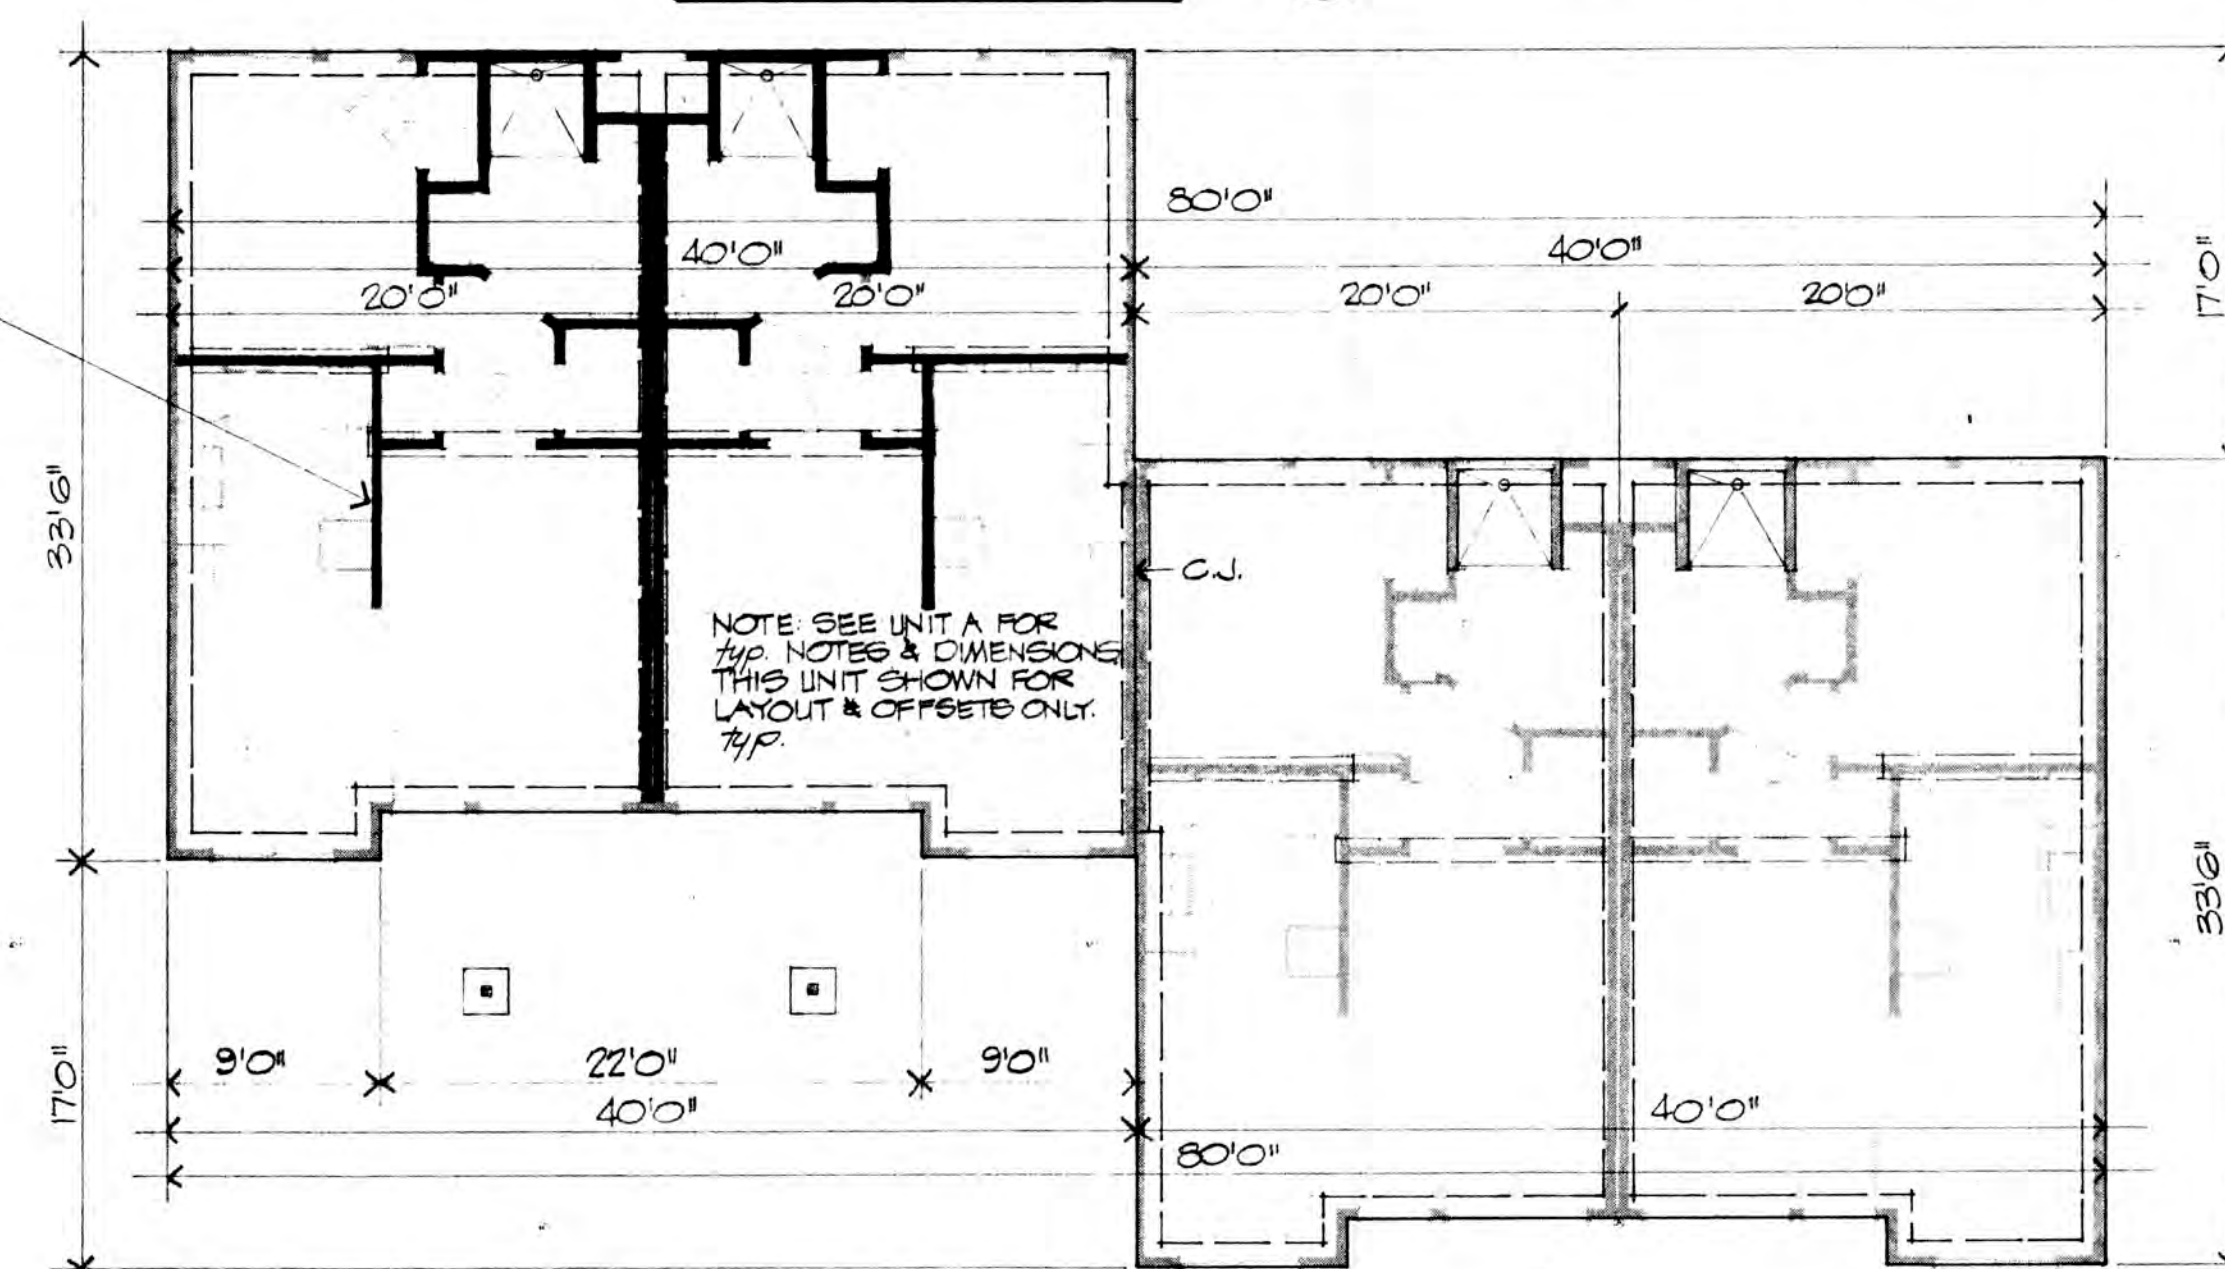 80'0"
40'0"
40'0"
20'0"
20'0"
20'0"
20'0"
17'0"
33'6"
C.J.
NOTE: SEE UNIT A FOR
typ. NOTES & DIMENSIONS
THIS UNIT SHOWN FOR
LAYOUT & OFFSETS ONLY.
typ.
33'6"
17'0"
9'0"
22'0"
9'0"
40'0"
40'0"
80'0"